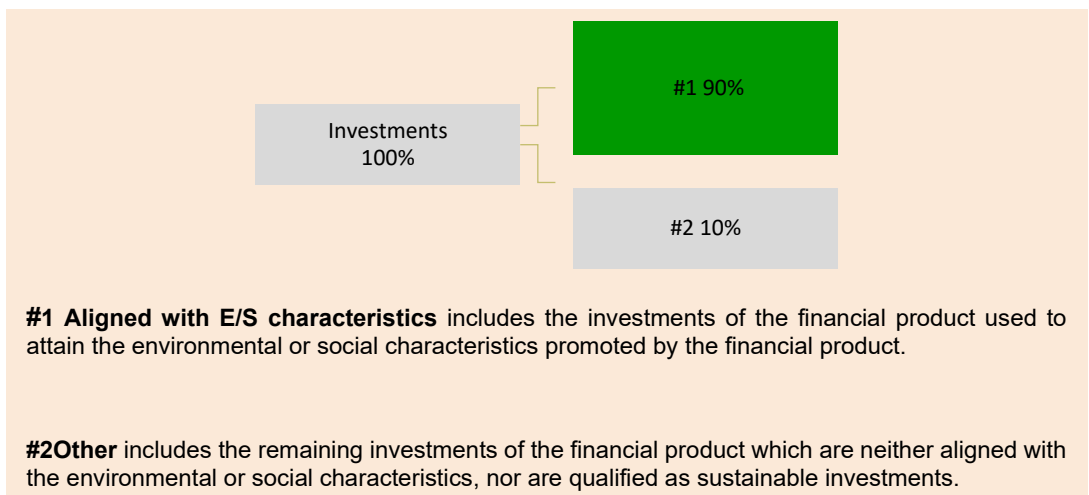 #1 90%
Investments
100%
#2 10%
#1 Aligned with E/S characteristics includes the investments of the financial product used to
attain the environmental or social characteristics promoted by the financial product.
#2Other includes the remaining investments of the financial product which are neither aligned with
the environmental or social characteristics, nor are qualified as sustainable investments.